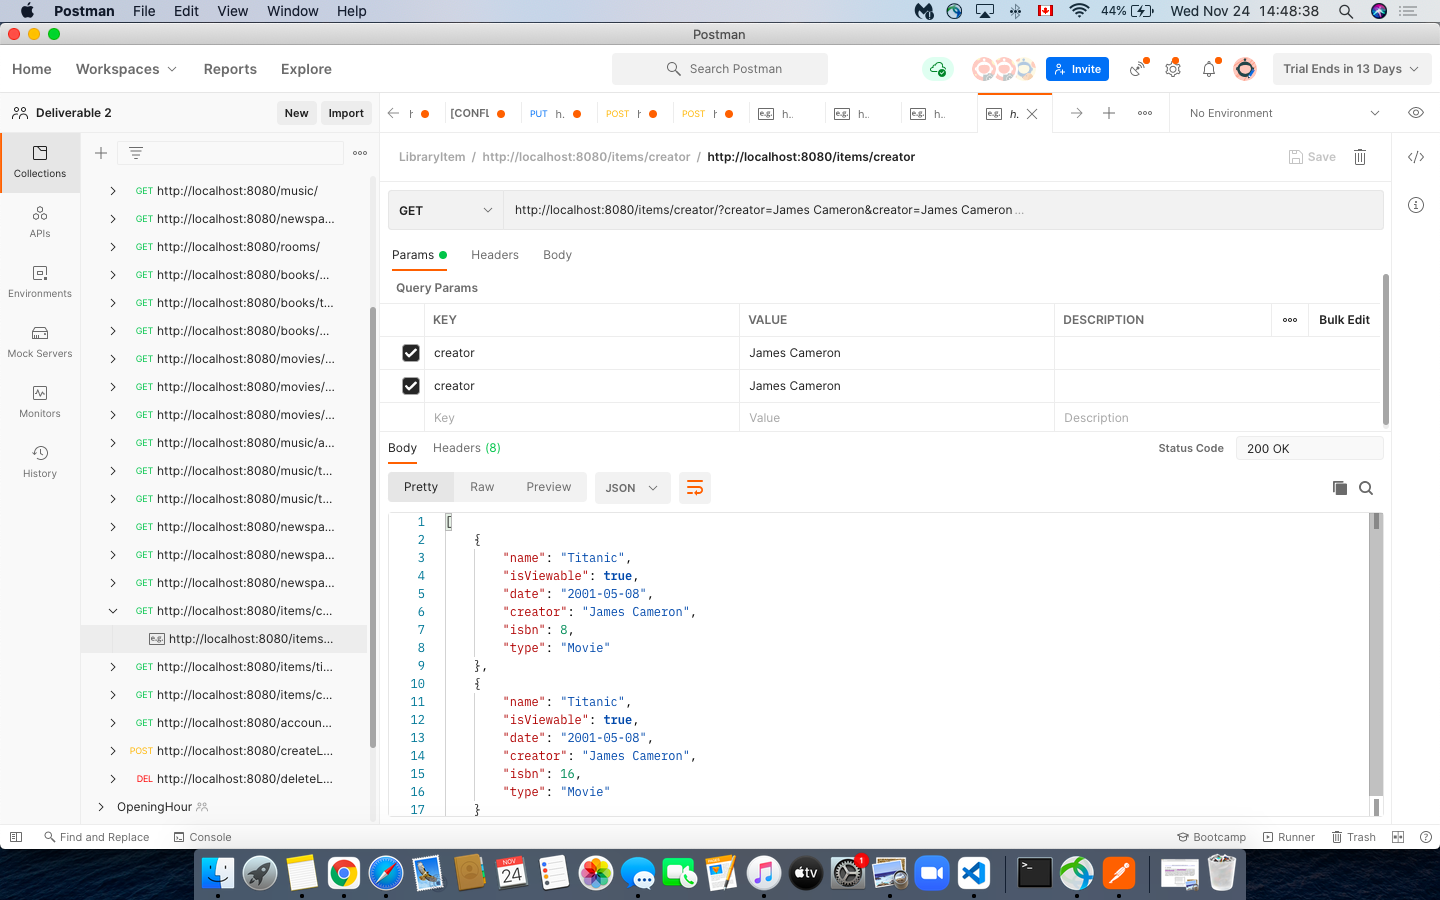 Postman File Edit View Window Help 44% Wed Nov 24 14:48:38
Postman
Home Workspaces Reports Explore Search Postman Invite Trial Ends in 13 Days
Deliverable 2 New Import
[CONFL PUT h. POST h POST h e.g. h.. e.g. h.. e.g. h.. e.g. h. No Environment
LibraryItem / http://localhost:8080/items/creator / http://localhost:8080/items/creator Save
GET http://localhost:8080/items/creator/?creator=James Cameron&creator=James Cameron ...
Params Headers Body
Query Params
KEY VALUE DESCRIPTION Bulk Edit
creator James Cameron
creator James Cameron
Key Value Description
Body Headers (8) Status Code 200 OK
Pretty Raw Preview JSON
1 [
2 {
3 "name": "Titanic",
4 "isViewable": true,
5 "date": "2001-05-08",
6 "creator": "James Cameron",
7 "isbn": 8,
8 "type": "Movie"
9 },
10 {
11 "name": "Titanic",
12 "isViewable": true,
13 "date": "2001-05-08",
14 "creator": "James Cameron",
15 "isbn": 16,
16 "type": "Movie"
17 }
Collections
APIs
Environments
Mock Servers
Monitors
History
GET http://localhost:8080/music/
GET http://localhost:8080/newspa...
GET http://localhost:8080/rooms/
GET http://localhost:8080/books/...
GET http://localhost:8080/books/t...
GET http://localhost:8080/books/...
GET http://localhost:8080/movies/...
GET http://localhost:8080/movies/...
GET http://localhost:8080/movies/...
GET http://localhost:8080/music/a...
GET http://localhost:8080/music/t...
GET http://localhost:8080/music/t...
GET http://localhost:8080/newspa...
GET http://localhost:8080/newspa...
GET http://localhost:8080/newspa...
GET http://localhost:8080/items/c...
e.g. http://localhost:8080/items...
GET http://localhost:8080/items/ti...
GET http://localhost:8080/items/c...
GET http://localhost:8080/accoun...
POST http://localhost:8080/createL...
DEL http://localhost:8080/deleteL...
OpeningHour
Find and Replace Console Bootcamp Runner Trash
NOV
24
tv
1